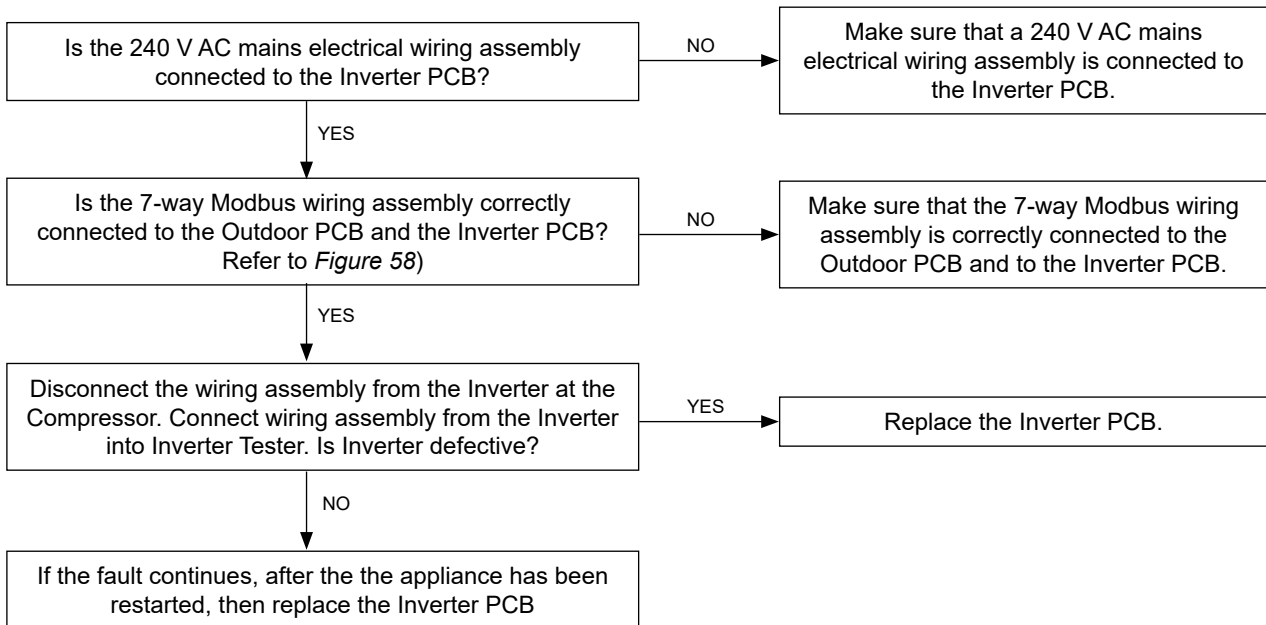 Is the 240 V AC mains electrical wiring assembly
connected to the Inverter PCB?
NO
Make sure that a 240 V AC mains
electrical wiring assembly is connected to
the Inverter PCB.
YES
Is the 7-way Modbus wiring assembly correctly
connected to the Outdoor PCB and the Inverter PCB?
Refer to Figure 58)
NO
Make sure that the 7-way Modbus wiring
assembly is correctly connected to the
Outdoor PCB and to the Inverter PCB.
YES
Disconnect the wiring assembly from the Inverter at the
Compressor. Connect wiring assembly from the Inverter
into Inverter Tester. Is Inverter defective?
YES
Replace the Inverter PCB.
NO
If the fault continues, after the the appliance has been
restarted, then replace the Inverter PCB